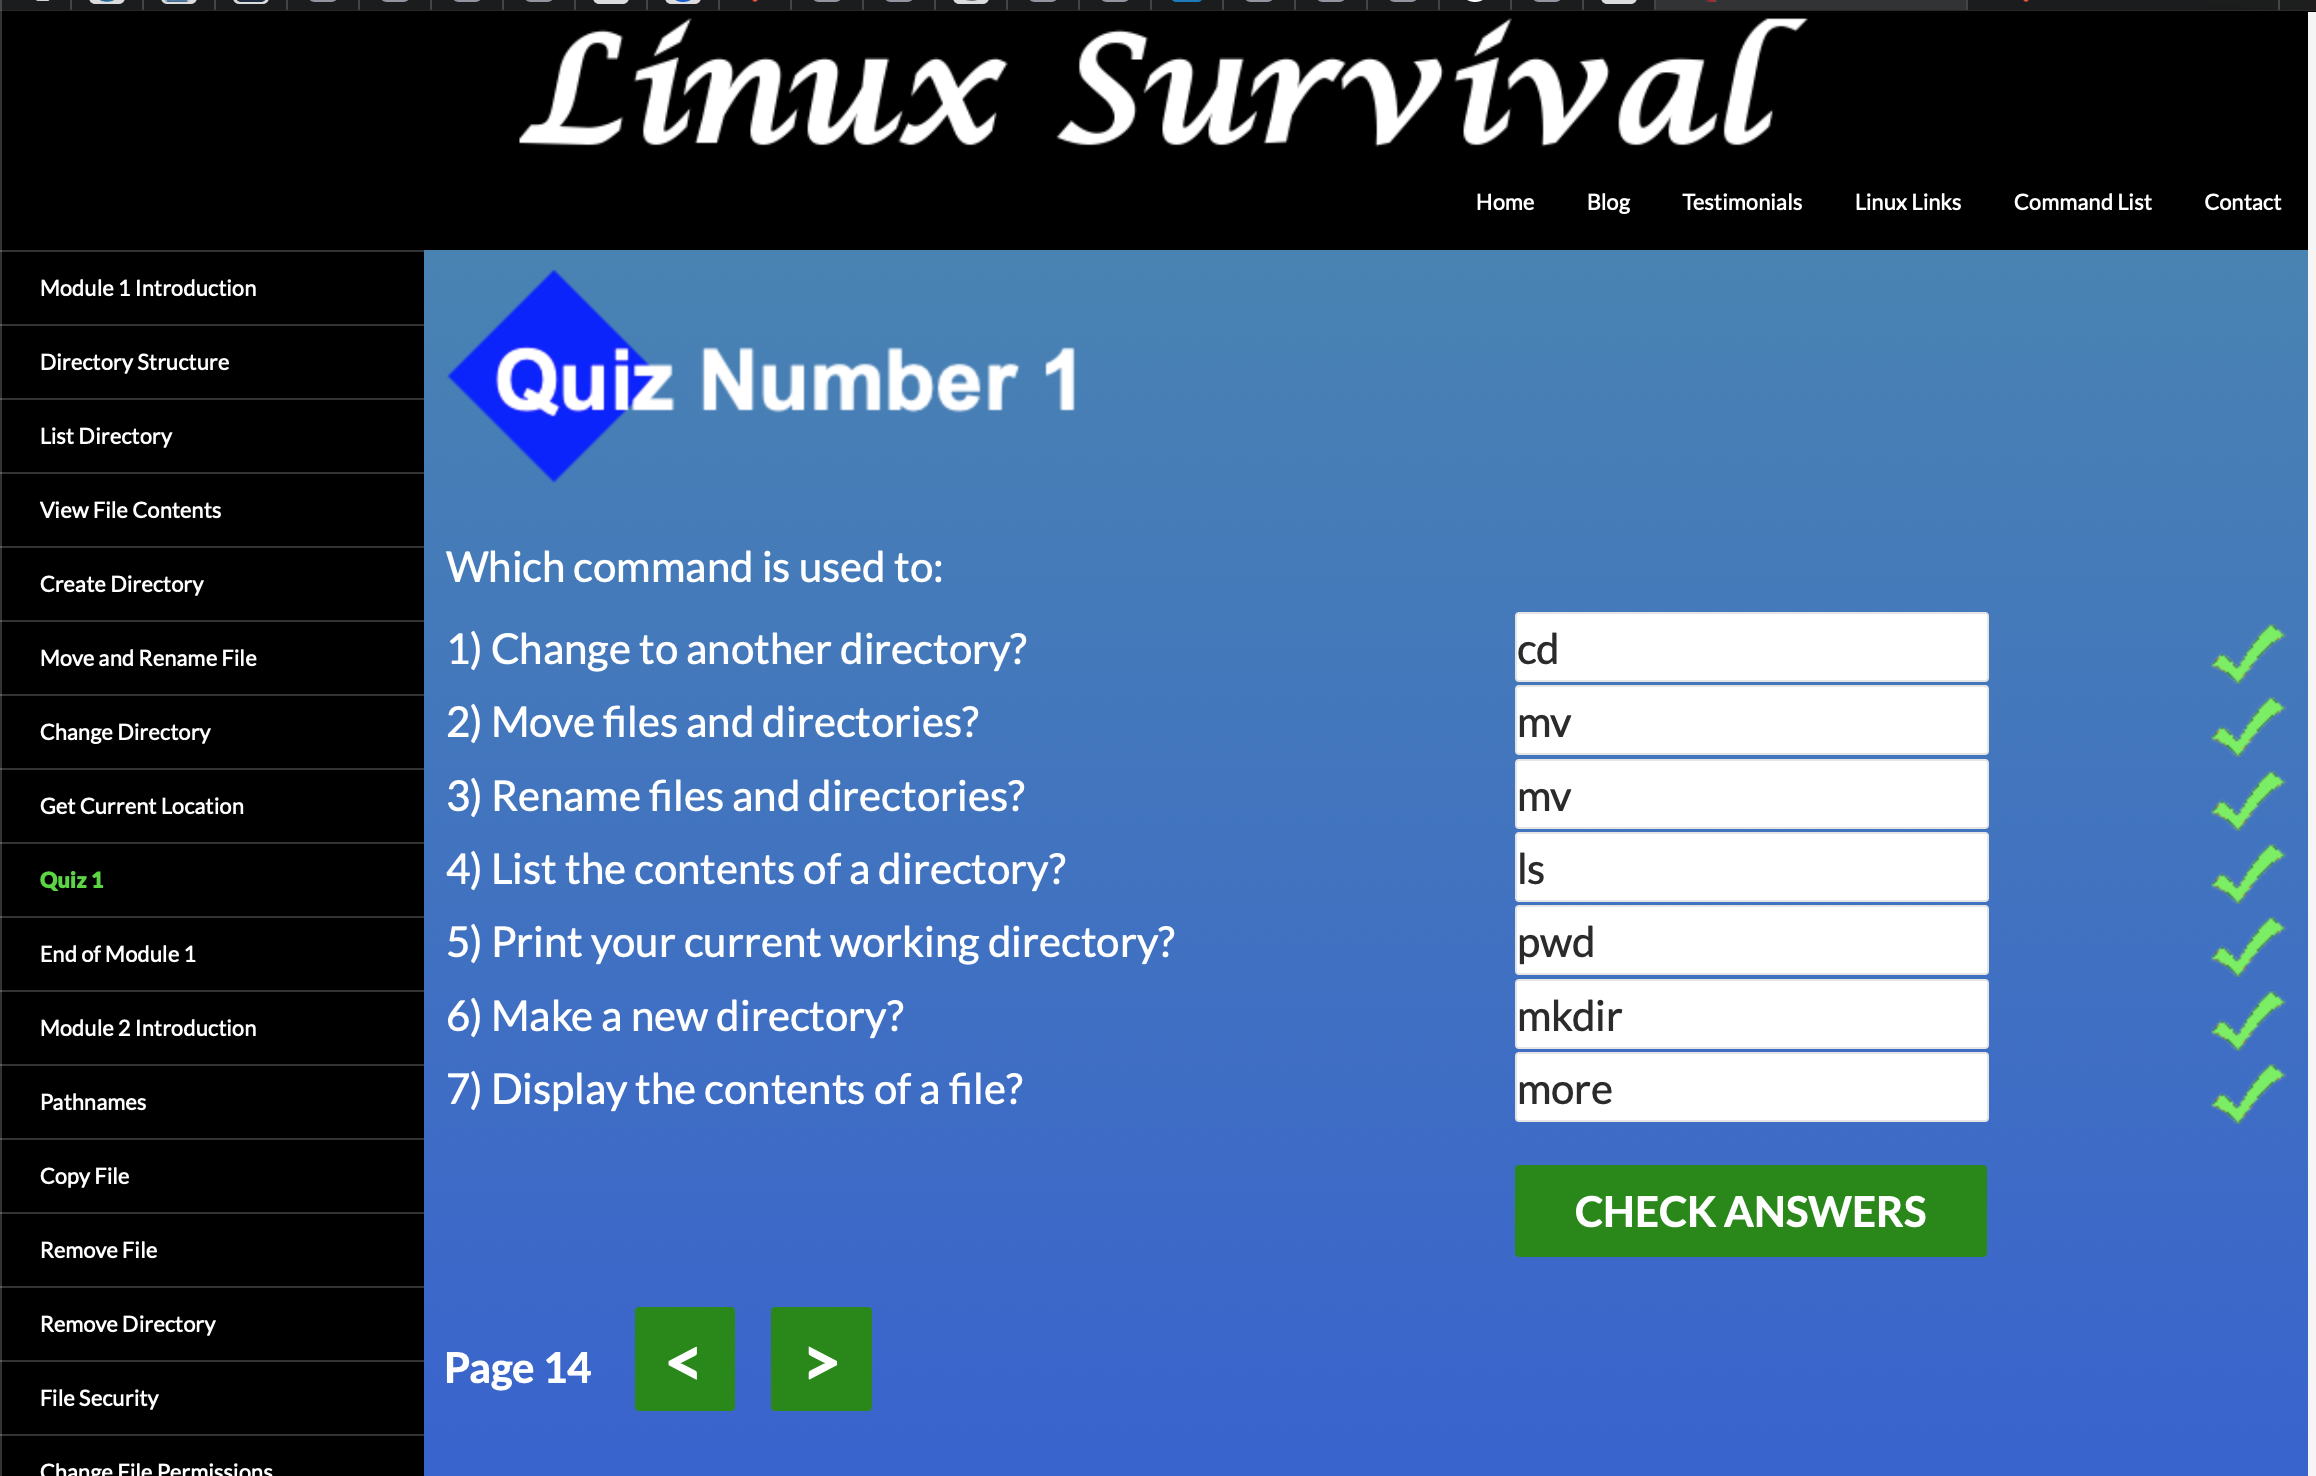 Linux Survival
Home Blog Testimonials Linux Links Command List Contact
Module 1 Introduction
Directory Structure
List Directory
View File Contents
Create Directory
Move and Rename File
Change Directory
Get Current Location
Quiz 1
End of Module 1
Module 2 Introduction
Pathnames
Copy File
Remove File
Remove Directory
File Security
Change File Permissions
Quiz Number 1
Which command is used to:
1) Change to another directory? cd
2) Move files and directories? mv
3) Rename files and directories? mv
4) List the contents of a directory? ls
5) Print your current working directory? pwd
6) Make a new directory? mkdir
7) Display the contents of a file? more
CHECK ANSWERS
Page 14 < >